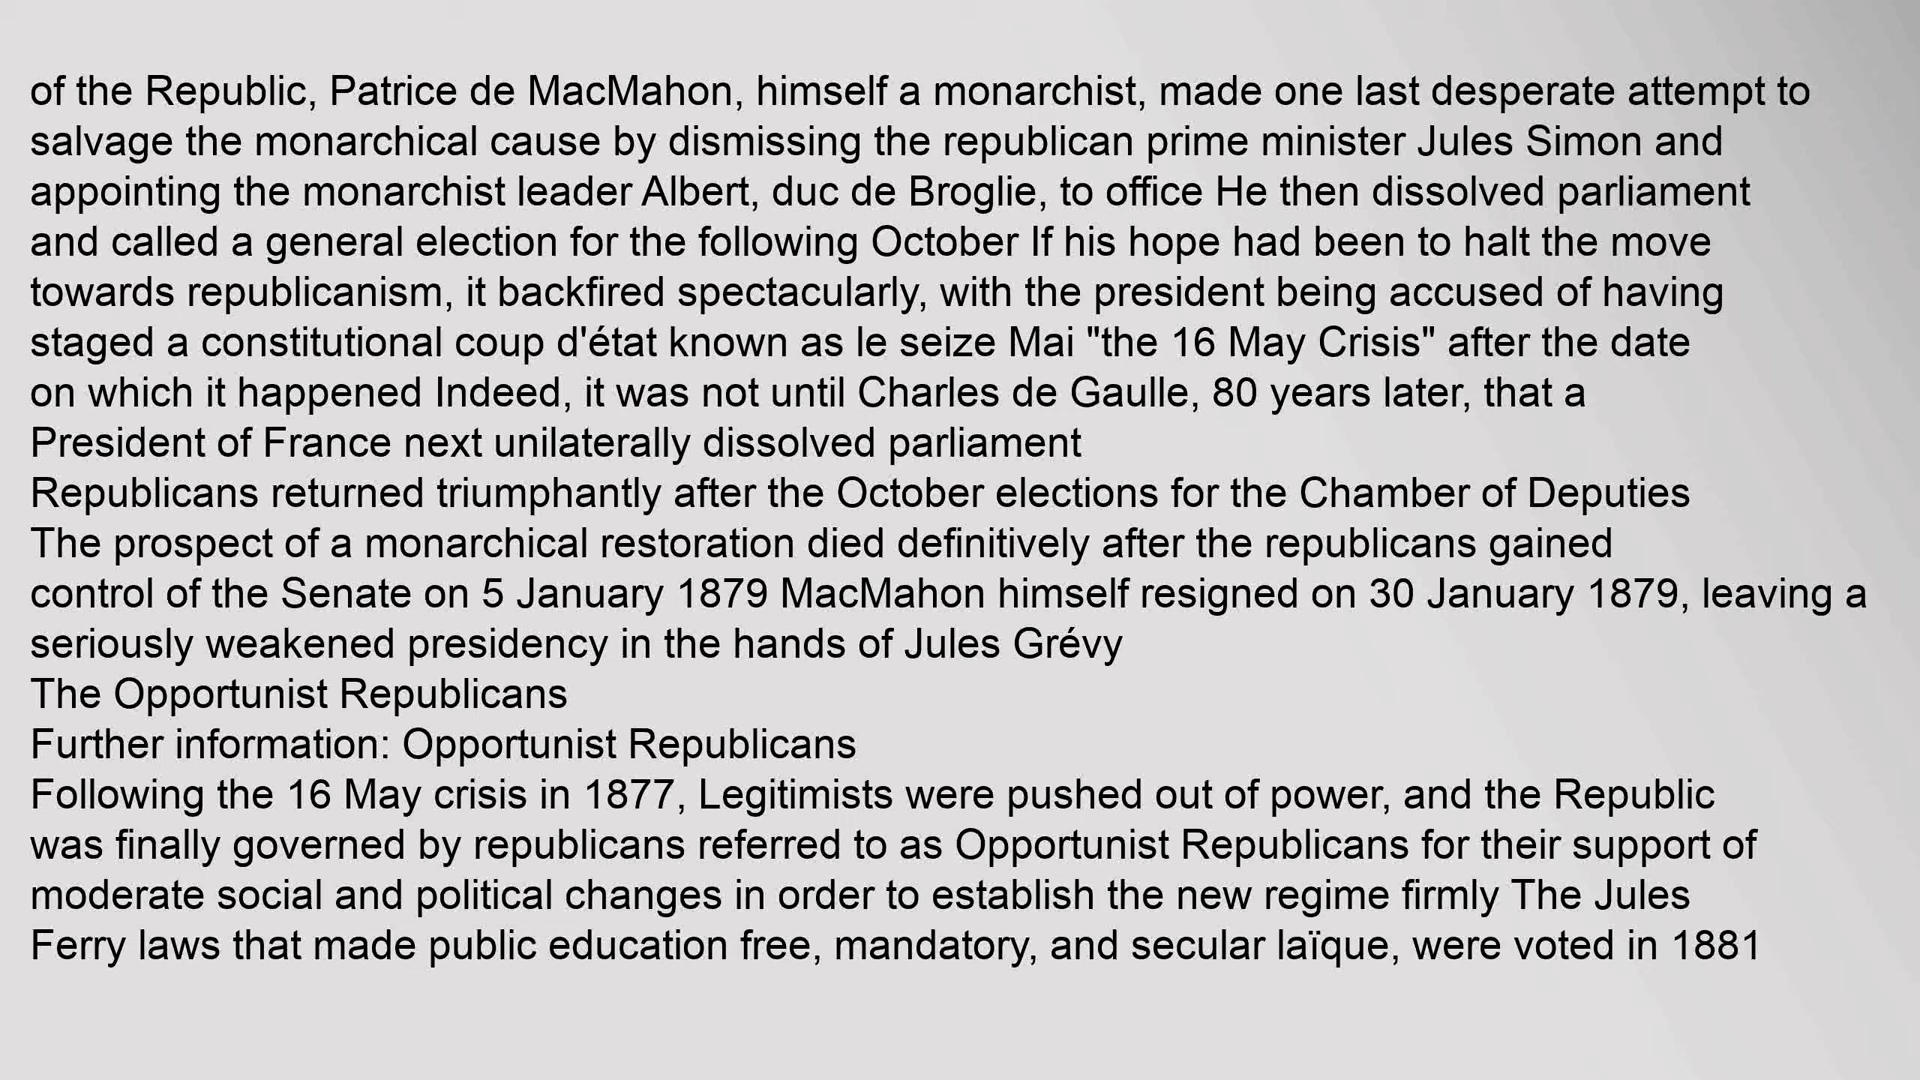 of the Republic, Patrice de MacMahon, himself a monarchist, made one last desperate attempt to
salvage the monarchical cause by dismissing the republican prime minister Jules Simon and
appointing the monarchist leader Albert, duc de Broglie, to office He then dissolved parliament
and called a general election for the following October If his hope had been to halt the move
towards republicanism, it backfired spectacularly, with the president being accused of having
staged a constitutional coup d'état known as le seize Mai "the 16 May Crisis" after the date
on which it happened Indeed, it was not until Charles de Gaulle, 80 years later, that a
President of France next unilaterally dissolved parliament
Republicans returned triumphantly after the October elections for the Chamber of Deputies
The prospect of a monarchical restoration died definitively after the republicans gained
control of the Senate on 5 January 1879 MacMahon himself resigned on 30 January 1879, leaving a
seriously weakened presidency in the hands of Jules Grévy
The Opportunist Republicans
Further information: Opportunist Republicans
Following the 16 May crisis in 1877, Legitimists were pushed out of power, and the Republic
was finally governed by republicans referred to as Opportunist Republicans for their support of
moderate social and political changes in order to establish the new regime firmly The Jules
Ferry laws that made public education free, mandatory, and secular laïque, were voted in 1881